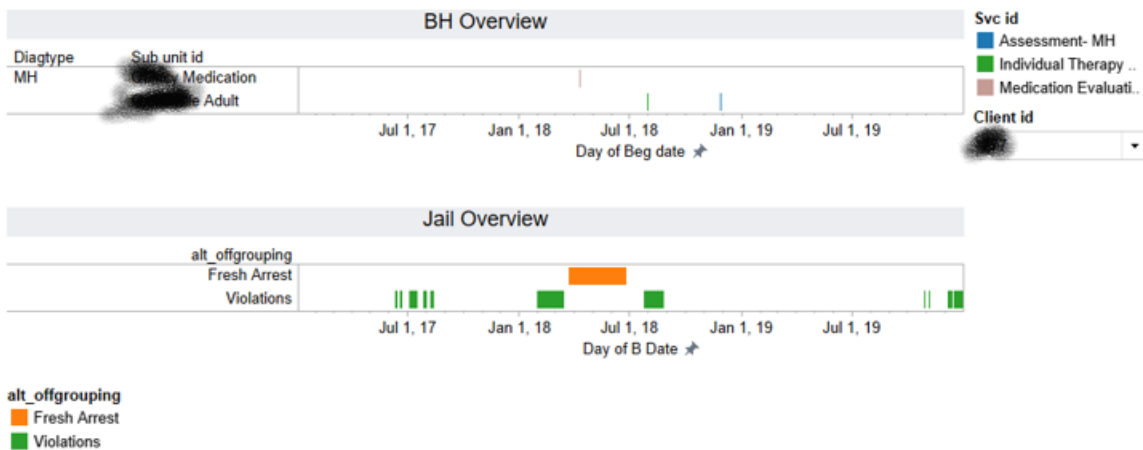 BH Overview
Diagtype Sub unit id
MH Medication
Adult
Jul 1, 17 Jan 1, 18 Jul 1, 18 Jan 1, 19 Jul 1, 19
Day of Beg date
Svc id
Assessment- MH
Individual Therapy ..
Medication Evaluati..
Client id
Jail Overview
alt_offgrouping
Fresh Arrest
Violations
Jul 1, 17 Jan 1, 18 Jul 1, 18 Jan 1, 19 Jul 1, 19
Day of B Date
alt_offgrouping
Fresh Arrest
Violations